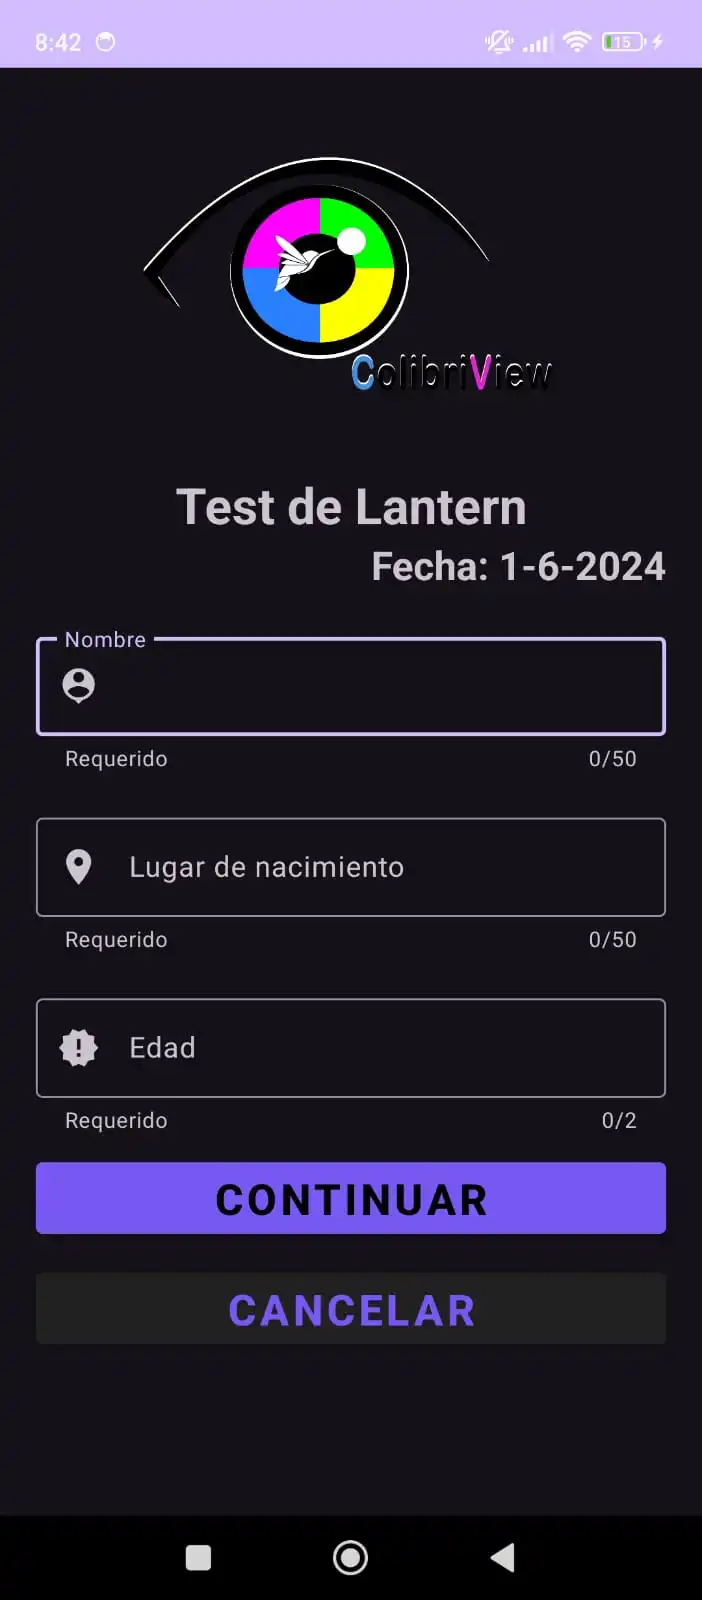 8:42
15
ColibriView
Test de Lantern
Fecha: 1-6-2024
Nombre
Requerido 0/50
Lugar de nacimiento
Requerido 0/50
Edad
Requerido 0/2
CONTINUAR
CANCELAR